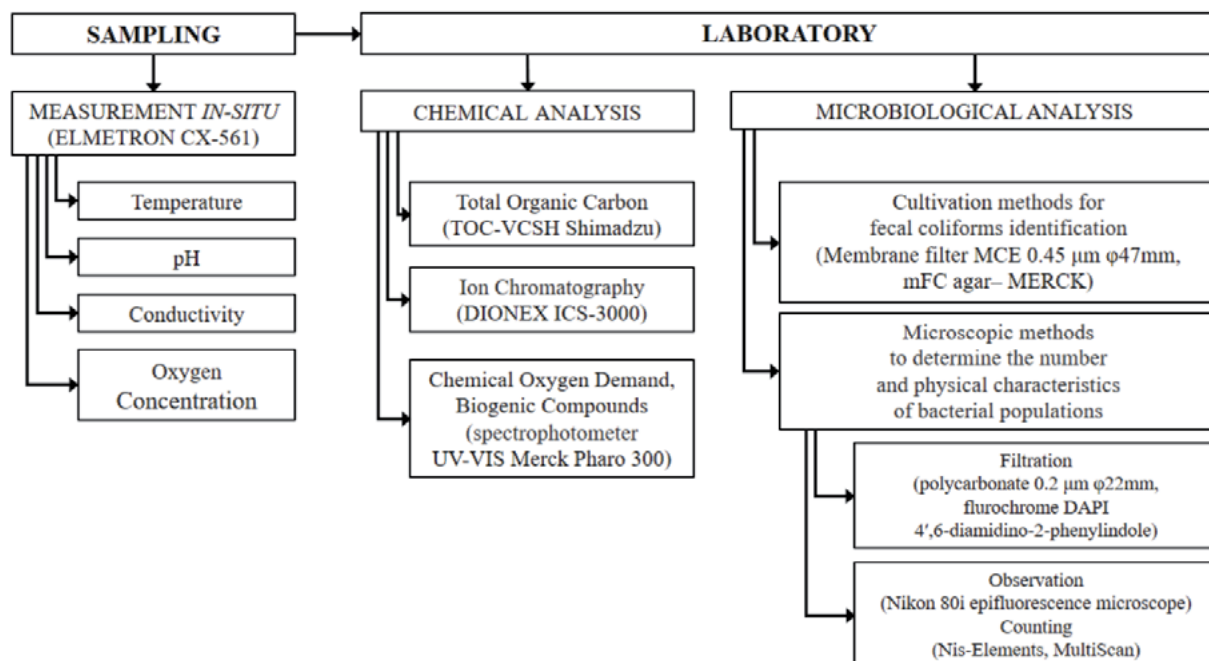 SAMPLING
LABORATORY
MEASUREMENT IN-SITU
(ELMETRON CX-561)
Temperature
pH
Conductivity
Oxygen
Concentration
CHEMICAL ANALYSIS
Total Organic Carbon
(TOC-VCSH Shimadzu)
Ion Chromatography
(DIONEX ICS-3000)
Chemical Oxygen Demand,
Biogenic Compounds
(spectrophotometer
UV-VIS Merck Pharo 300)
MICROBIOLOGICAL ANALYSIS
Cultivation methods for
fecal coliforms identification
(Membrane filter MCE 0.45 μm φ47mm,
mFC agar– MERCK)
Microscopic methods
to determine the number
and physical characteristics
of bacterial populations
Filtration
(polycarbonate 0.2 μm φ22mm,
flurochrome DAPI
4′,6-diamidino-2-phenylindole)
Observation
(Nikon 80i epifluorescence microscope)
Counting
(Nis-Elements, MultiScan)